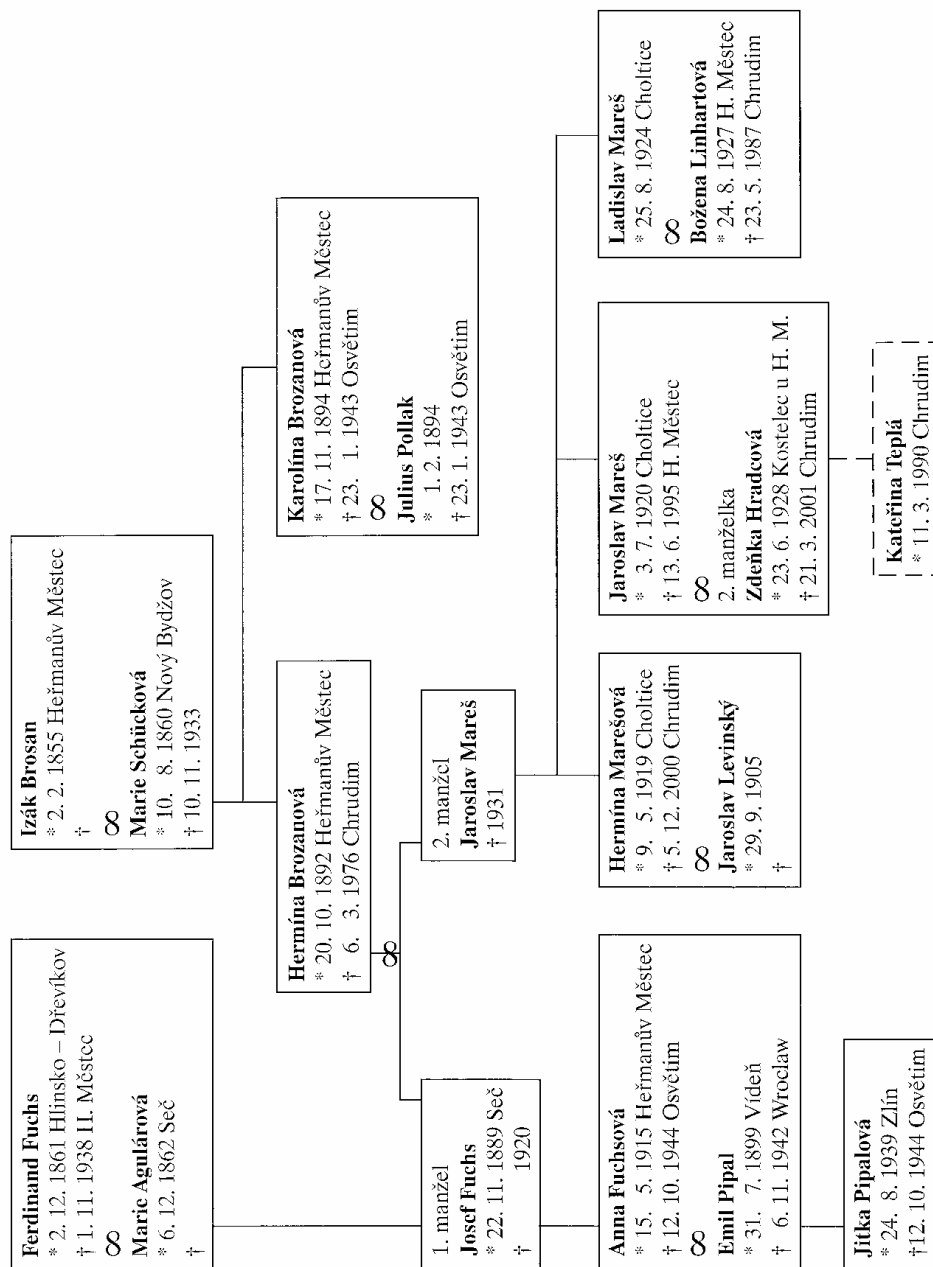 Ferdinand Fuchs
* 2. 12. 1861 Hlinsko – Dřevíkov
† 1. 11. 1938 H. Městec
∞
Marie Agulárová
* 6. 12. 1862 Seč
†
Izák Brosan
* 2. 2. 1855 Heřmanův Městec
†
∞
Marie Schücková
* 10. 8. 1860 Nový Bydžov
† 10. 11. 1933
Hermína Brozanová
* 20. 10. 1892 Heřmanův Městec
† 6. 3. 1976 Chrudim
∞
Karolína Brozanová
* 17. 11. 1894 Heřmanův Městec
† 23. 1. 1943 Osvětim
∞
Julius Pollak
* 1. 2. 1894
† 23. 1. 1943 Osvětim
1. manžel
Josef Fuchs
* 22. 11. 1889 Seč
† 1920
2. manžel
Jaroslav Mareš
† 1931
Anna Fuchsová
* 15. 5. 1915 Heřmanův Městec
† 12. 10. 1944 Osvětim
∞
Emil Pipal
* 31. 7. 1899 Vídeň
† 6. 11. 1942 Wroclaw
Hermína Marešová
* 9. 5. 1919 Choltice
† 5. 12. 2000 Chrudim
∞
Jaroslav Levinský
* 29. 9. 1905
†
Jaroslav Mareš
* 3. 7. 1920 Choltice
† 13. 6. 1995 H. Městec
∞
2. manželka
Zdeňka Hradcová
* 23. 6. 1928 Kostelec u H. M.
† 21. 3. 2001 Chrudim
Ladislav Mareš
* 25. 8. 1924 Choltice
∞
Božena Linhartová
* 24. 8. 1927 H. Městec
† 23. 5. 1987 Chrudim
Jitka Pipalová
* 24. 8. 1939 Zlín
†12. 10. 1944 Osvětim
Kateřina Teplá
* 11. 3. 1990 Chrudim